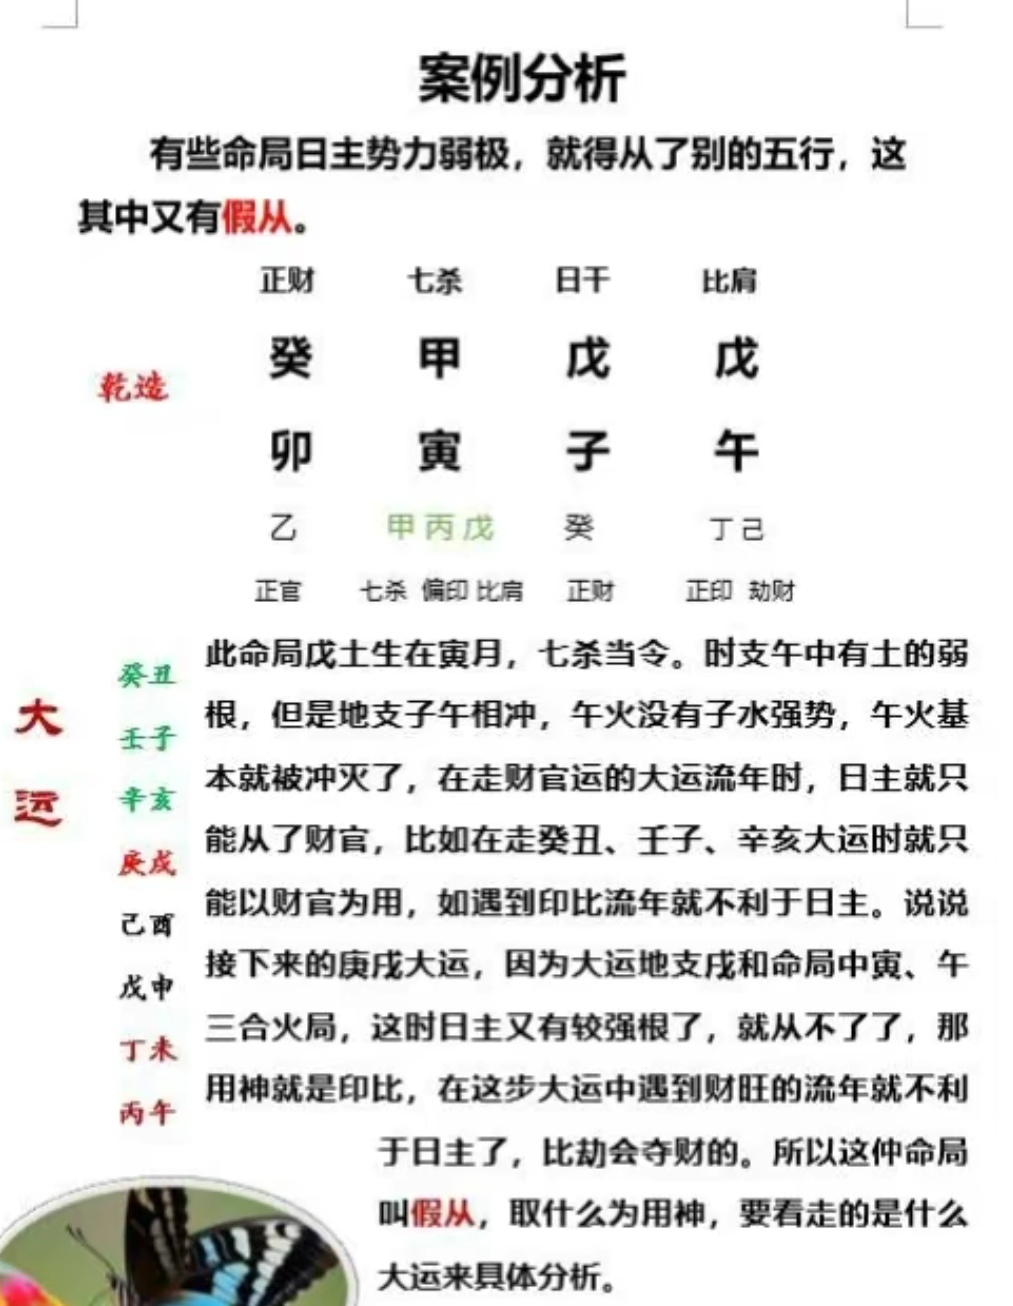 案例分析
有些命局日主势力弱极，就得从了别的五行，这
其中又有假从。
正财 七杀 日干 比肩
癸 甲 戊 戊
乾造
卯 寅 子 午
乙 甲丙戊 癸 丁己
正官 七杀 偏印 比肩 正财 正印 劫财
大运
癸丑
壬子
辛亥
庚戌
己酉
戊申
丁未
丙午
此命局戊土生在寅月，七杀当令。时支午中有土的弱
根，但是地支子午相冲，午火没有子水强势，午火基
本就被冲灭了，在走财官运的大运流年时，日主就只
能从了财官，比如在走癸丑、壬子、辛亥大运时就只
能以财官为用，如遇到印比流年就不利于日主。说说
接下来的庚戌大运，因为大运地支戌和命局中寅、午
三合火局，这时日主又有较强根了，就从不了了，那
用神就是印比，在这步大运中遇到财旺的流年就不利
于日主了，比劫会夺财的。所以这仲命局
叫假从，取什么为用神，要看走的是什么
大运来具体分析。